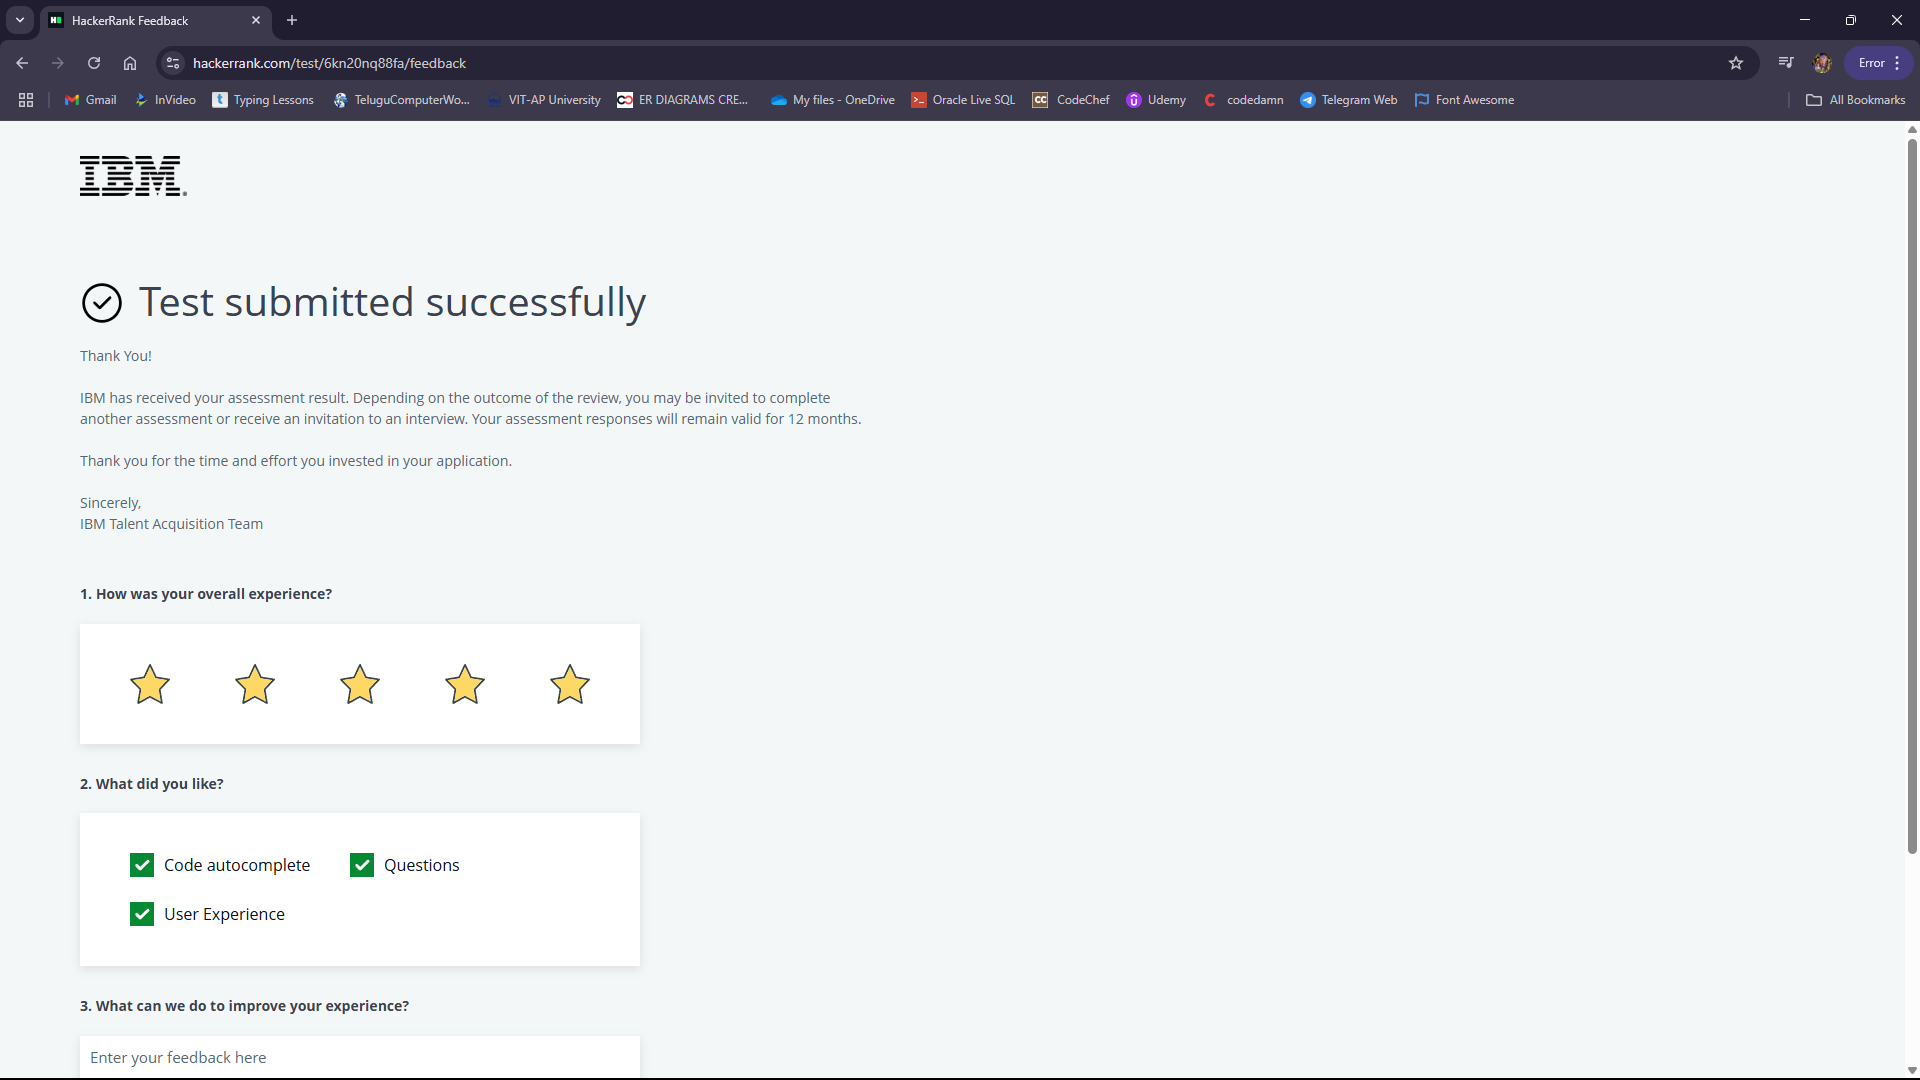 HackerRank Feedback
hackerrank.com/test/6kn20nq88fa/feedback
Error
Gmail
InVideo
Typing Lessons
TeluguComputerWo...
VIT-AP University
ER DIAGRAMS CRE...
My files - OneDrive
Oracle Live SQL
CodeChef
Udemy
codedamn
Telegram Web
Font Awesome
All Bookmarks
IBM
Test submitted successfully
Thank You!
IBM has received your assessment result. Depending on the outcome of the review, you may be invited to complete
another assessment or receive an invitation to an interview. Your assessment responses will remain valid for 12 months.
Thank you for the time and effort you invested in your application.
Sincerely,
IBM Talent Acquisition Team
1. How was your overall experience?
2. What did you like?
Code autocomplete
Questions
User Experience
3. What can we do to improve your experience?
Enter your feedback here